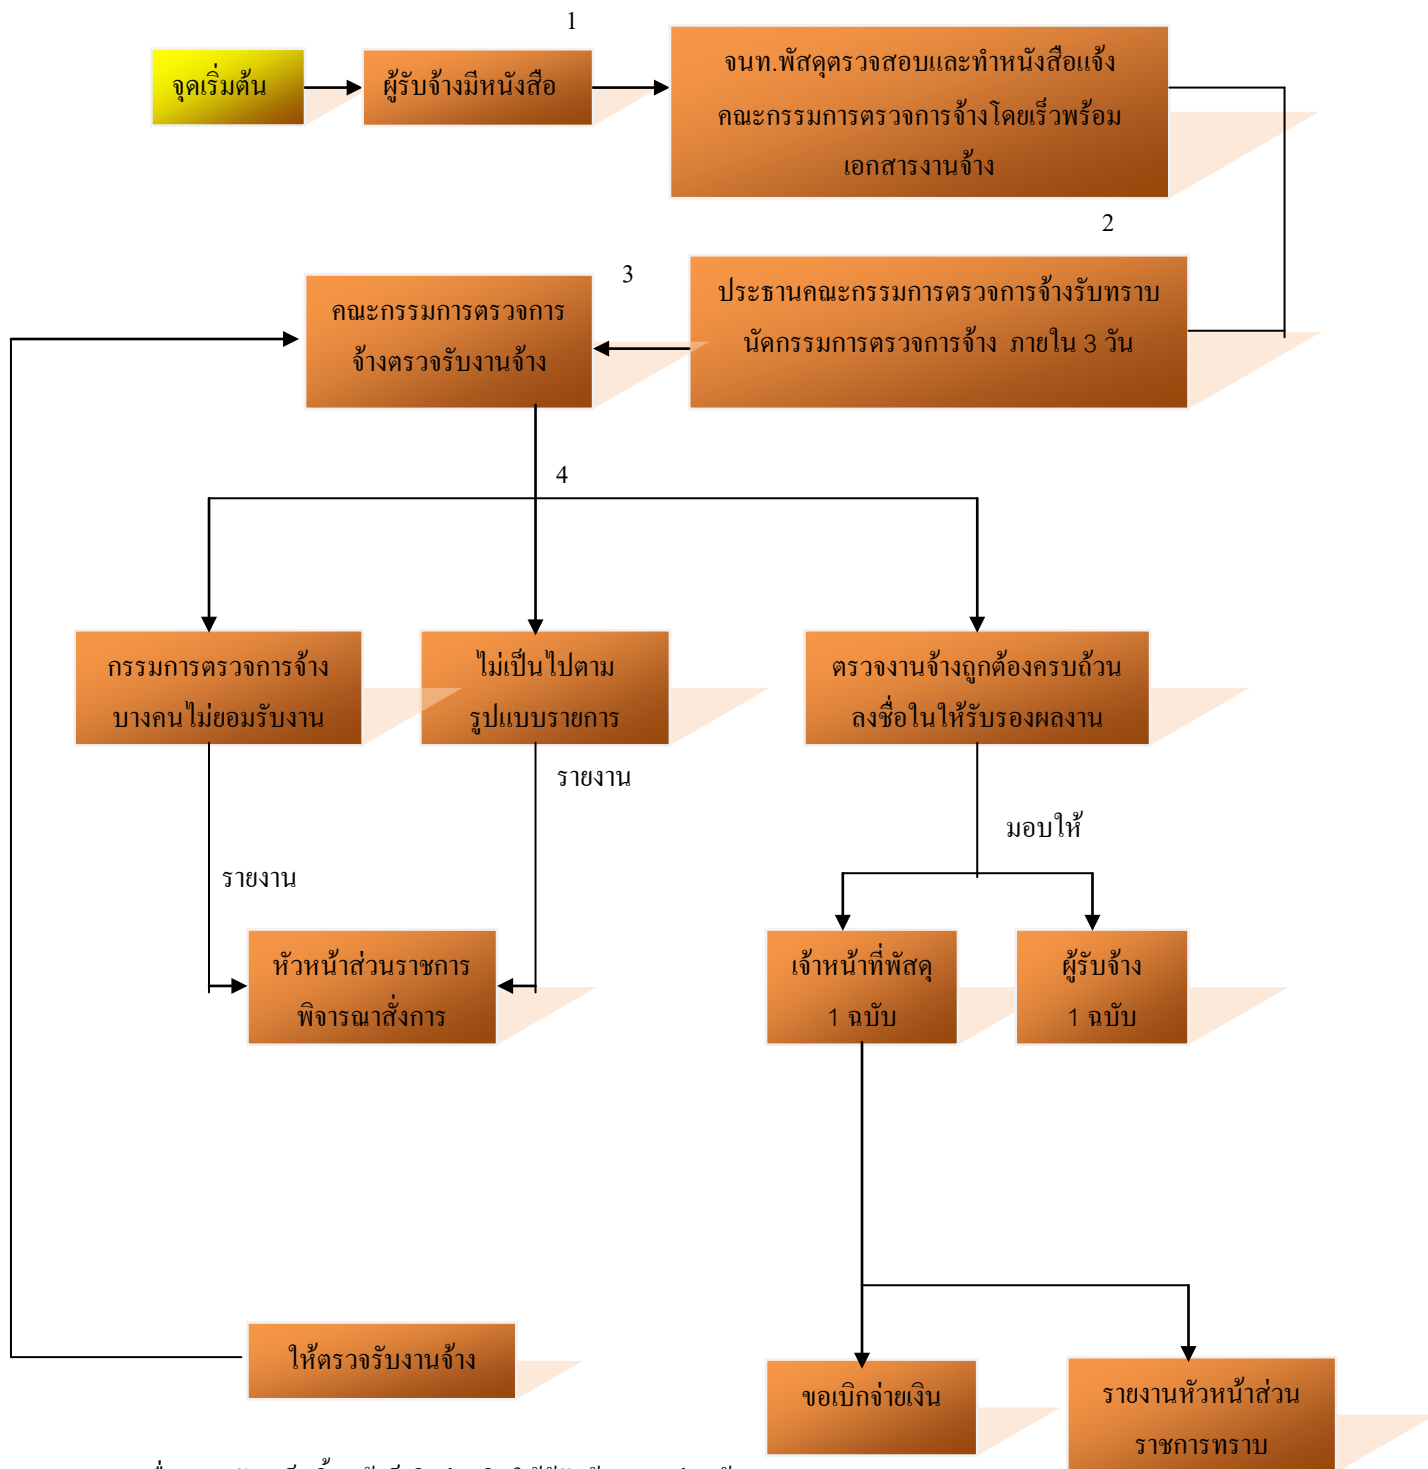 1
จุดเริ่มต้น
ผู้รับจ้างมีหนังสือ
จนท.พัสดุตรวจสอบและทำหนังสือแจ้ง
คณะกรรมการตรวจการจ้างโดยเร็วพร้อม
เอกสารงานจ้าง
2
ประธานคณะกรรมการตรวจการจ้างรับทราบ
นัดกรรมการตรวจการจ้าง ภายใน 3 วัน
3
คณะกรรมการตรวจการ
จ้างตรวจรับงานจ้าง
4
กรรมการตรวจการจ้าง
บางคนไม่ยอมรับงาน
ไม่เป็นไปตาม
รูปแบบรายการ
ตรวจงานจ้างถูกต้องครบถ้วน
ลงชื่อในให้รับรองผลงาน
รายงาน
มอบให้
รายงาน
หัวหน้าส่วนราชการ
พิจารณาสั่งการ
เจ้าหน้าที่พัสดุ
1 ฉบับ
ผู้รับจ้าง
1 ฉบับ
ให้ตรวจรับงานจ้าง
ขอเบิกจ่ายเงิน
รายงานหัวหน้าส่วน
ราชการทราบ